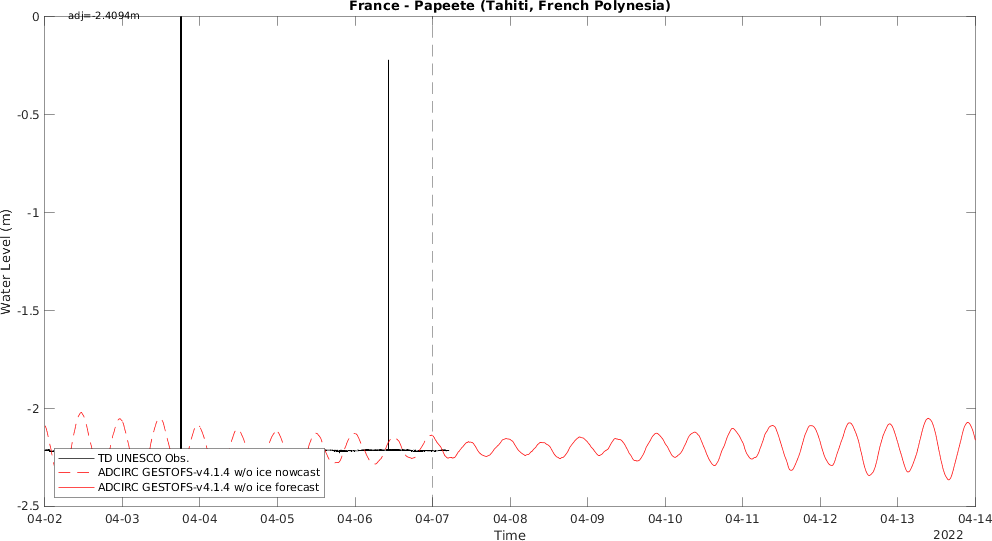 France - Papeete (Tahiti, French Polynesia)
adj=-2.4094m
0
-0.5
-1
-1.5
-2
-2.5
Water Level (m)
TD UNESCO Obs.
ADCIRC GESTOFS-v4.1.4 w/o ice nowcast
ADCIRC GESTOFS-v4.1.4 w/o ice forecast
04-02 04-03 04-04 04-05 04-06 04-07 04-08 04-09 04-10 04-11 04-12 04-13 04-14
Time
2022